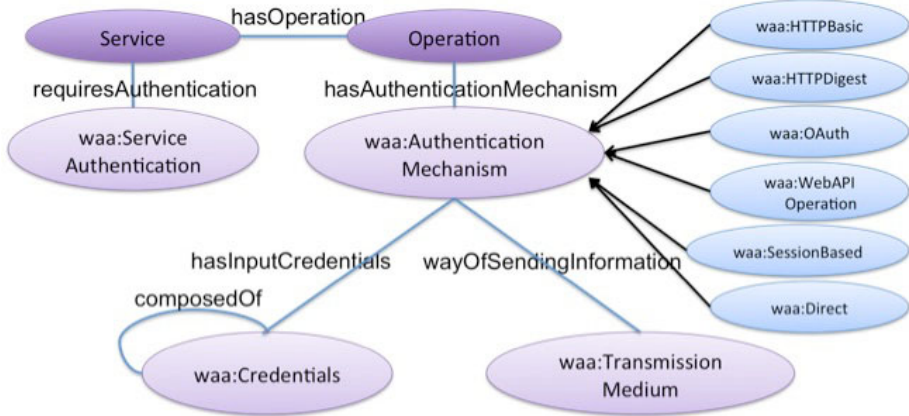 hasOperation
Service
Operation
requiresAuthentication
hasAuthenticationMechanism
waa:Service
Authentication
waa:Authentication
Mechanism
waa:HTTPBasic
waa:HTTPDigest
waa:OAuth
waa:WebAPI
Operation
waa:SessionBased
waa:Direct
hasInputCredentials
wayOfSendingInformation
composedOf
waa:Credentials
waa:Transmission
Medium